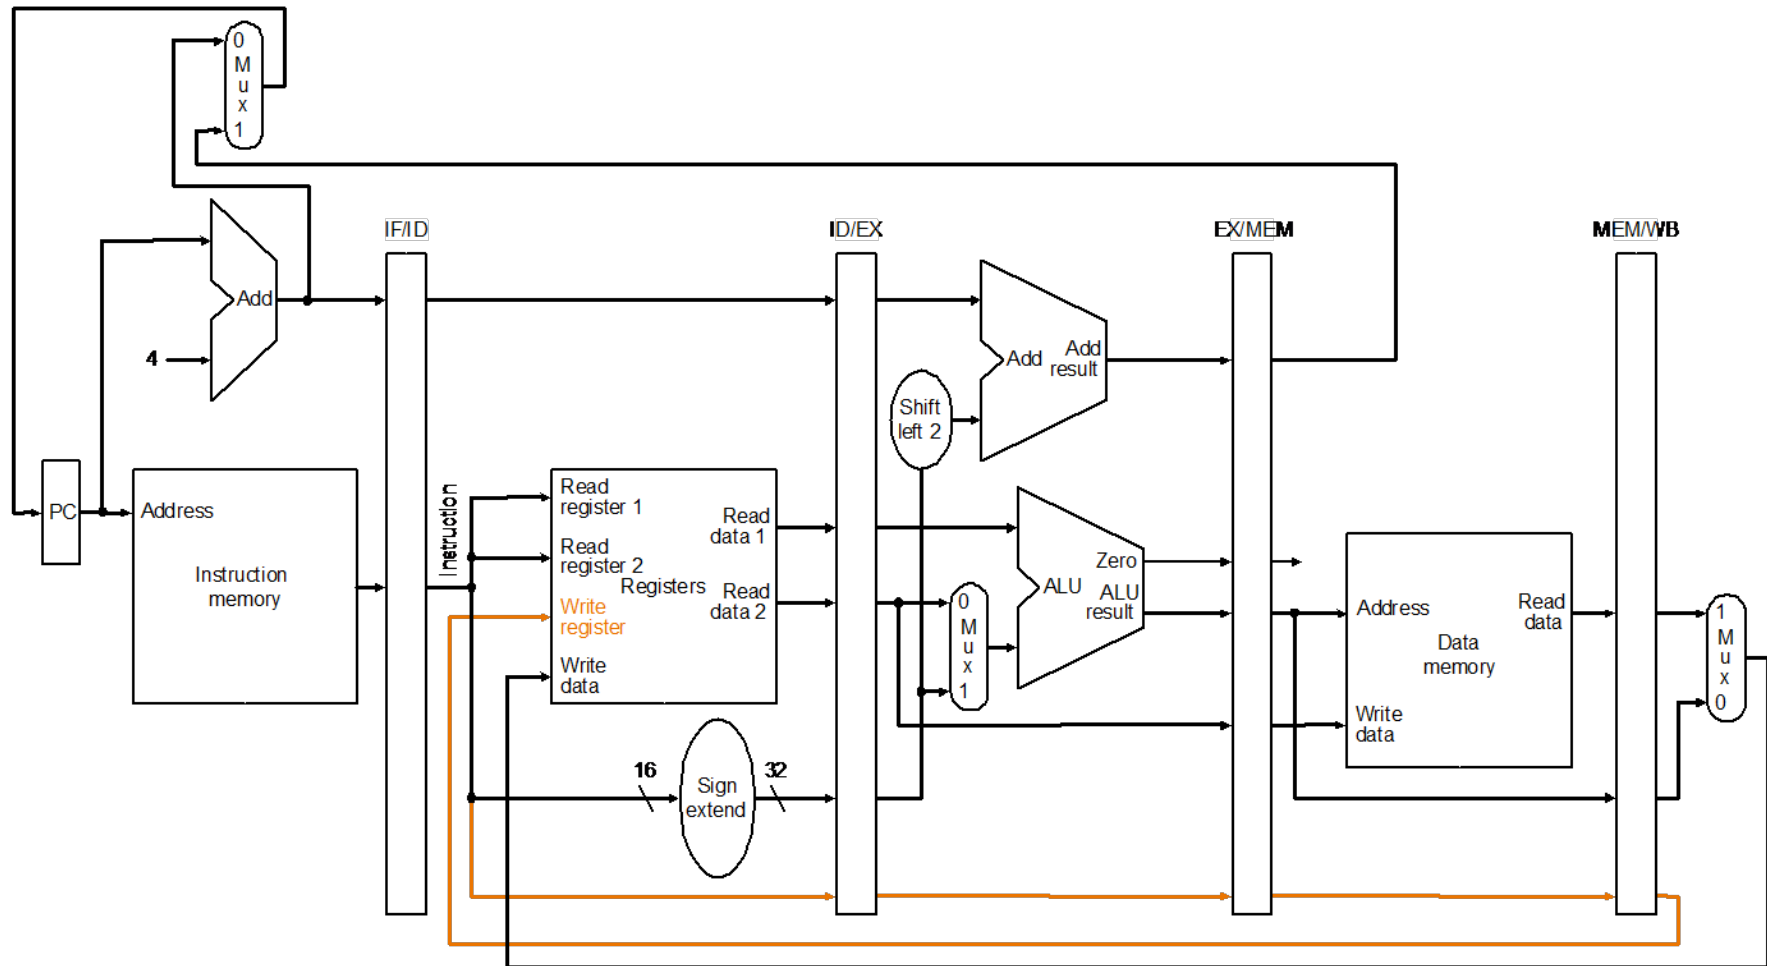 0
M
u
x
1
IF/ID
ID/EX
EX/MEM
MEM/WB
Add
4
Add
Add
result
Shift
left 2
PC
Address
Instruction
memory
Instruction
Read
register 1
Read
register 2
Write
register
Write
data
Registers
Read
data 1
Read
data 2
0
M
u
x
1
Zero
ALU
ALU
result
Address
Read
data
Data
memory
Write
data
1
M
u
x
0
16
Sign
extend
32